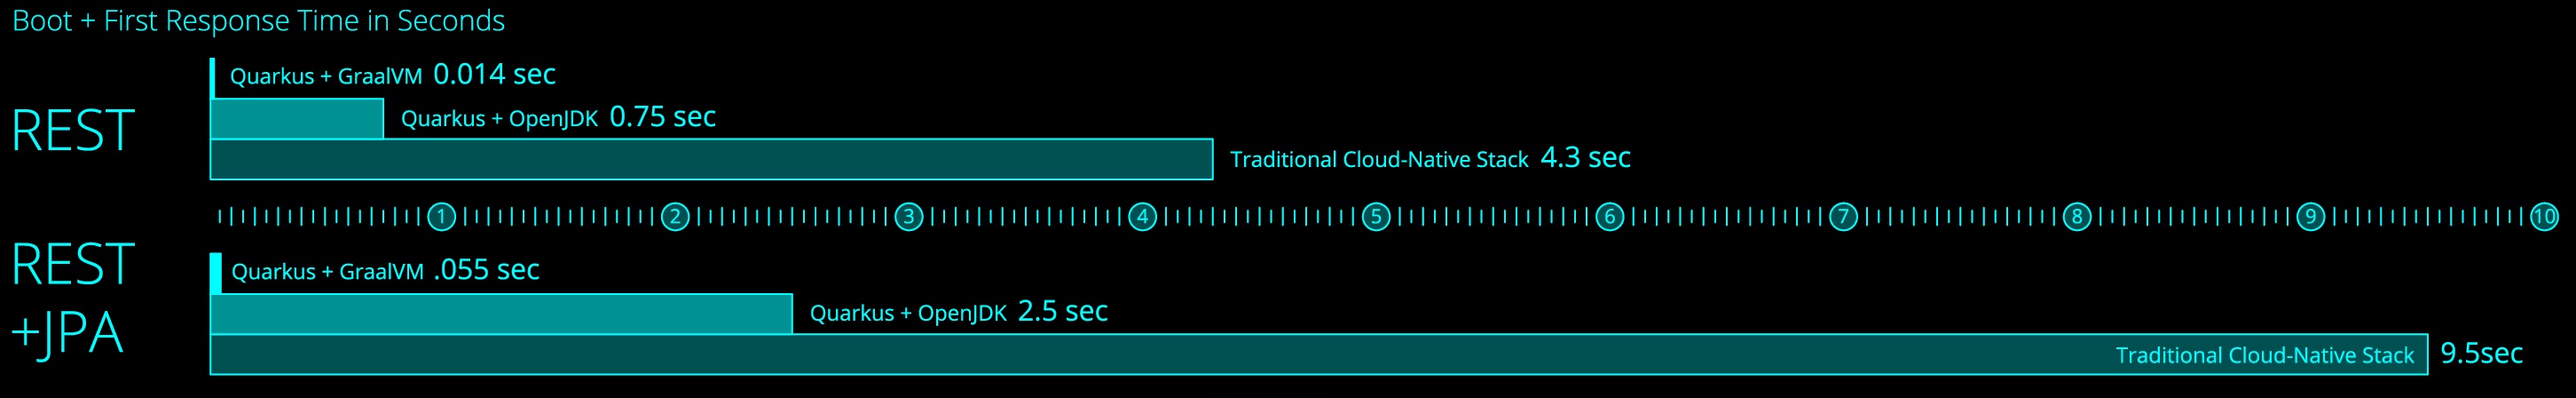 Boot + First Response Time in Seconds
REST
Quarkus + GraalVM 0.014 sec
Quarkus + OpenJDK 0.75 sec
Traditional Cloud-Native Stack 4.3 sec
1 2 3 4 5 6 7 8 9 10
REST
+JPA
Quarkus + GraalVM .055 sec
Quarkus + OpenJDK 2.5 sec
Traditional Cloud-Native Stack 9.5sec